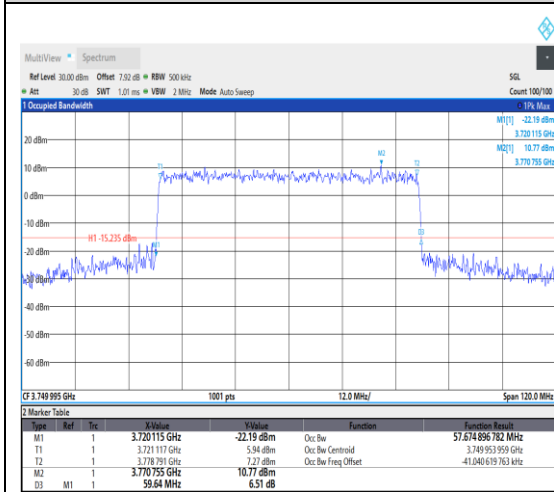 MultiView Spectrum
Ref Level 30.00 dBm Offset 7.92 dB RBW 500 kHz SGL
Att 30 dB SWT 1.01 ms VBW 2 MHz Mode Auto Sweep Count 100/100
1 Occupied Bandwidth 1Pk Max
M1[1] -22.19 dBm
3.720 115 GHz
M2[1] 10.77 dBm
3.770 755 GHz
20 dBm
M2
T1
T2
10 dBm
0 dBm
-10 dBm
H1 -15.235 dBm
D3
M1
-20 dBm
-30 dBm
-40 dBm
-50 dBm
-60 dBm
CF 3.749 995 GHz 1001 pts 12.0 MHz/ Span 120.0 MHz
2 Marker Table
Type Ref Trc X-Value Y-Value Function Function Result
M1 1 3.720115 GHz -22.19 dBm Occ Bw 57.674 896 782 MHz
T1 1 3.721 117 GHz 5.94 dBm Occ Bw Centroid 3.749 953 959 GHz
T2 1 3.778 791 GHz 7.27 dBm Occ Bw Freq Offset -41.040 619 763 kHz
M2 1 3.770755 GHz 10.77 dBm
D3 M1 1 59.64 MHz 6.51 dB